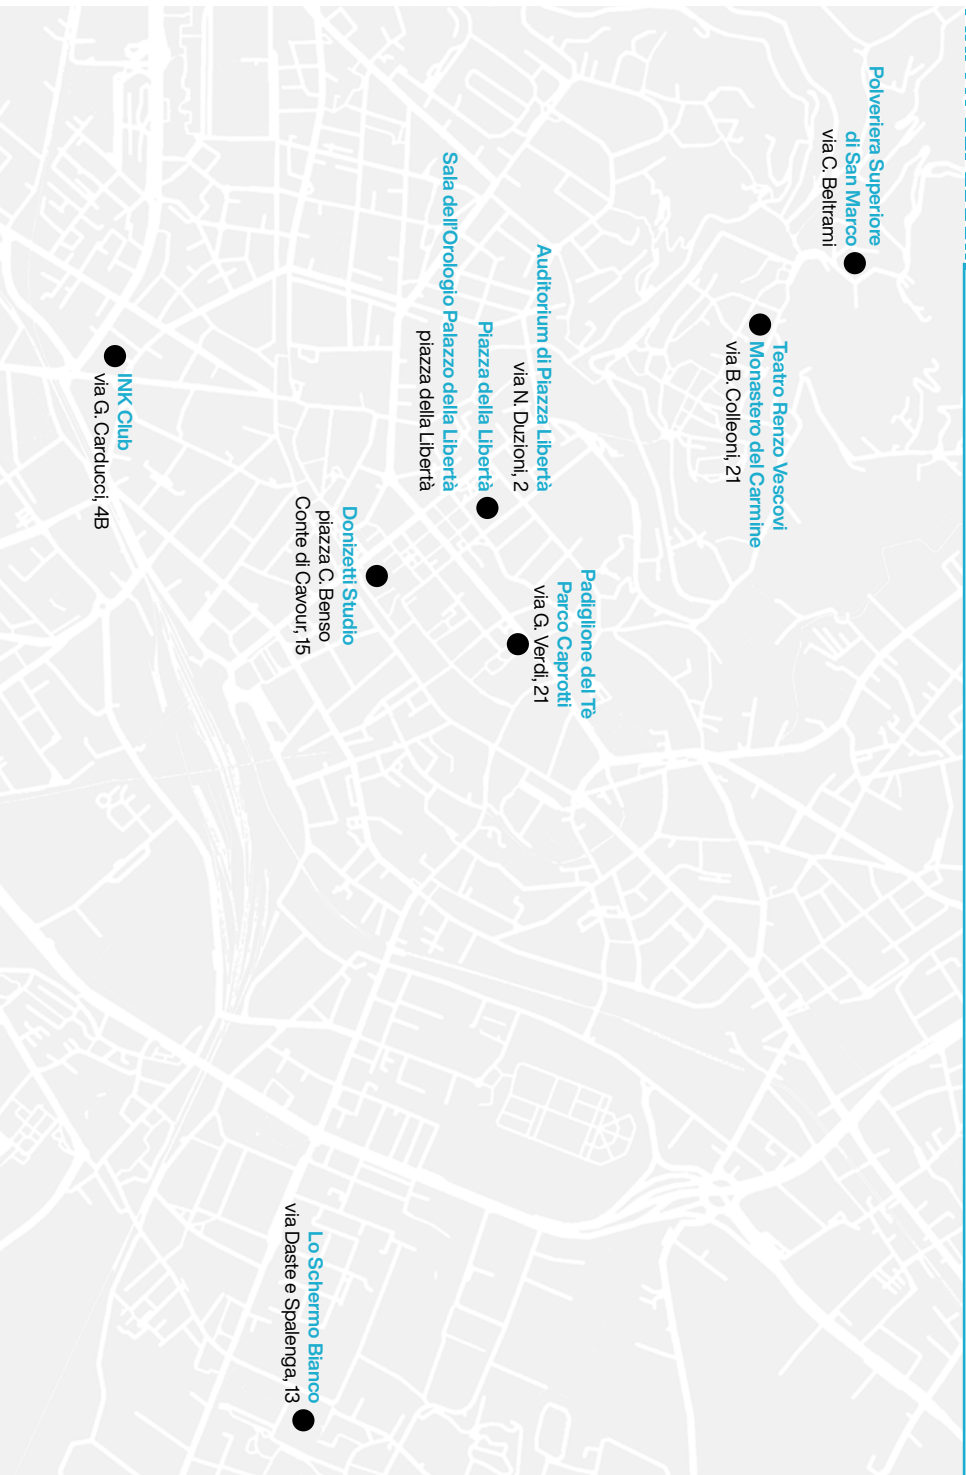 Polveriera Superiore
di San Marco
via C. Beltrami
Teatro Renzo Vescovi
Monastero del Carmine
via B. Colleoni, 21
Auditorium di Piazza Libertà
via N. Duzioni, 2
Piazza della Libertà
Sala dell'Orologio Palazzo della Libertà
piazza della Libertà
Padiglione del Tè
Parco Caprotti
via G. Verdi, 21
Donizetti Studio
piazza C. Benso
Conte di Cavour, 15
INK Club
via G. Carducci, 4B
Lo Schermo Bianco
via Daste e Spalenga, 13